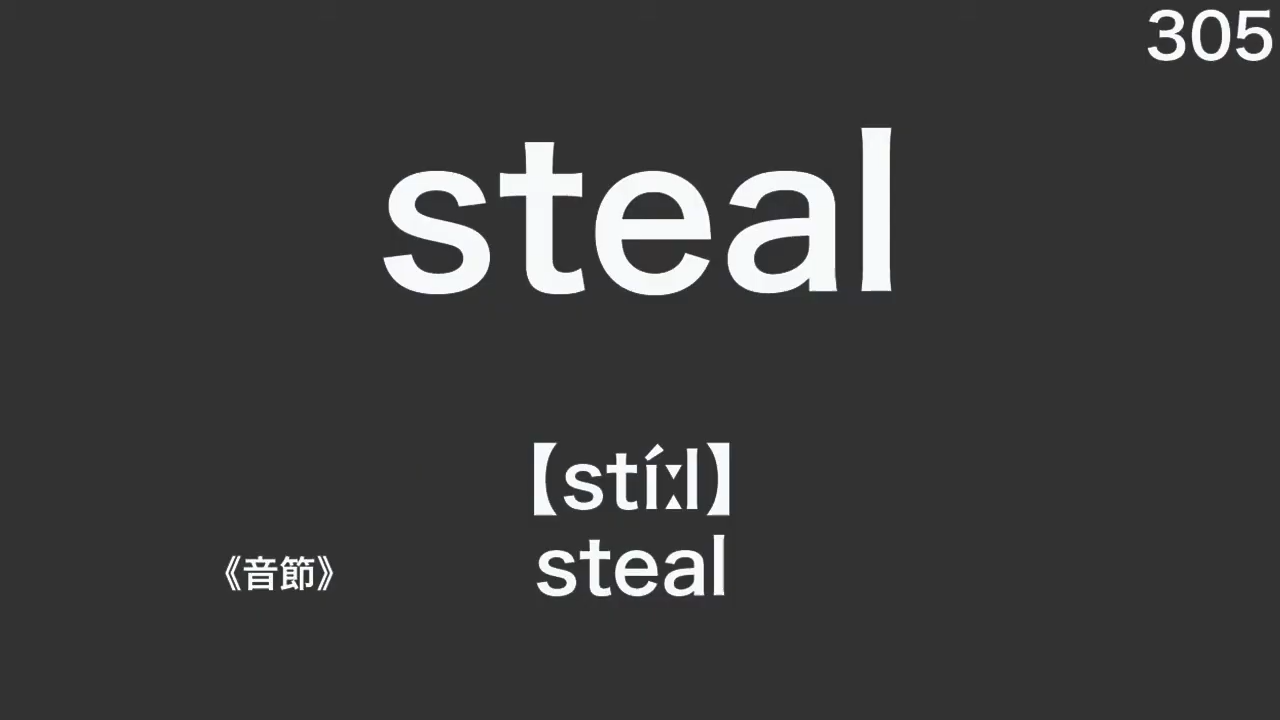 305
steal
【stíːl】
《音節》 steal